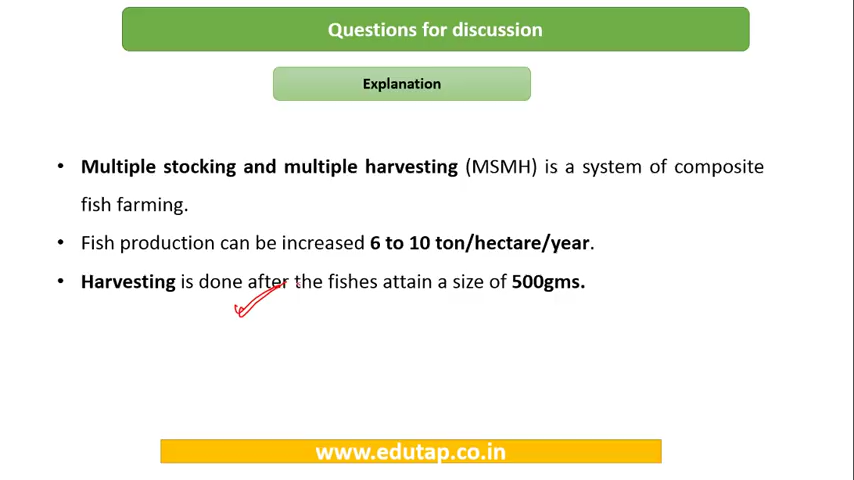 Questions for discussion
Explanation
• Multiple stocking and multiple harvesting (MSMH) is a system of composite
fish farming.
• Fish production can be increased 6 to 10 ton/hectare/year.
• Harvesting is done after the fishes attain a size of 500gms.
www.edutap.co.in